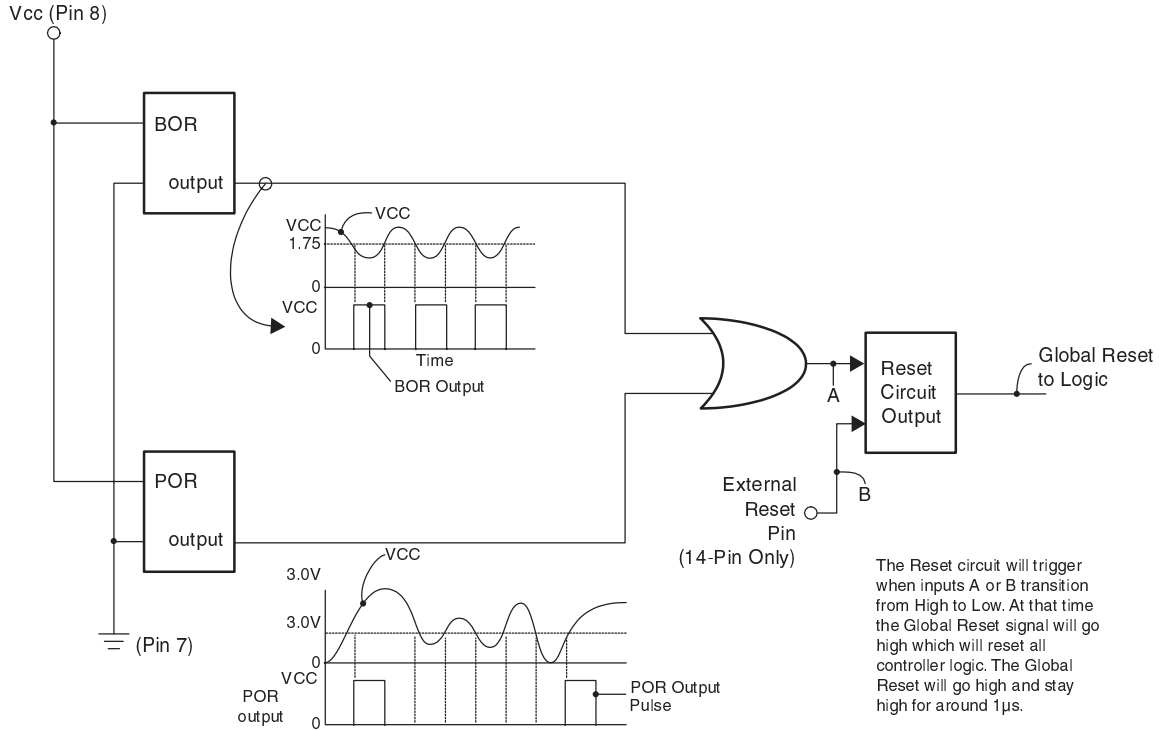 Vcc (Pin 8)
BOR
output
VCC
VCC
1.75
0
VCC
0
Time
BOR Output
A
Reset
Circuit
Output
Global Reset
to Logic
POR
output
External
Reset
Pin
(14-Pin Only)
B
(Pin 7)
VCC
3.0V
3.0V
0
VCC
POR
output
0
POR Output
Pulse
The Reset circuit will trigger
when inputs A or B transition
from High to Low. At that time
the Global Reset signal will go
high which will reset all
controller logic. The Global
Reset will go high and stay
high for around 1µs.